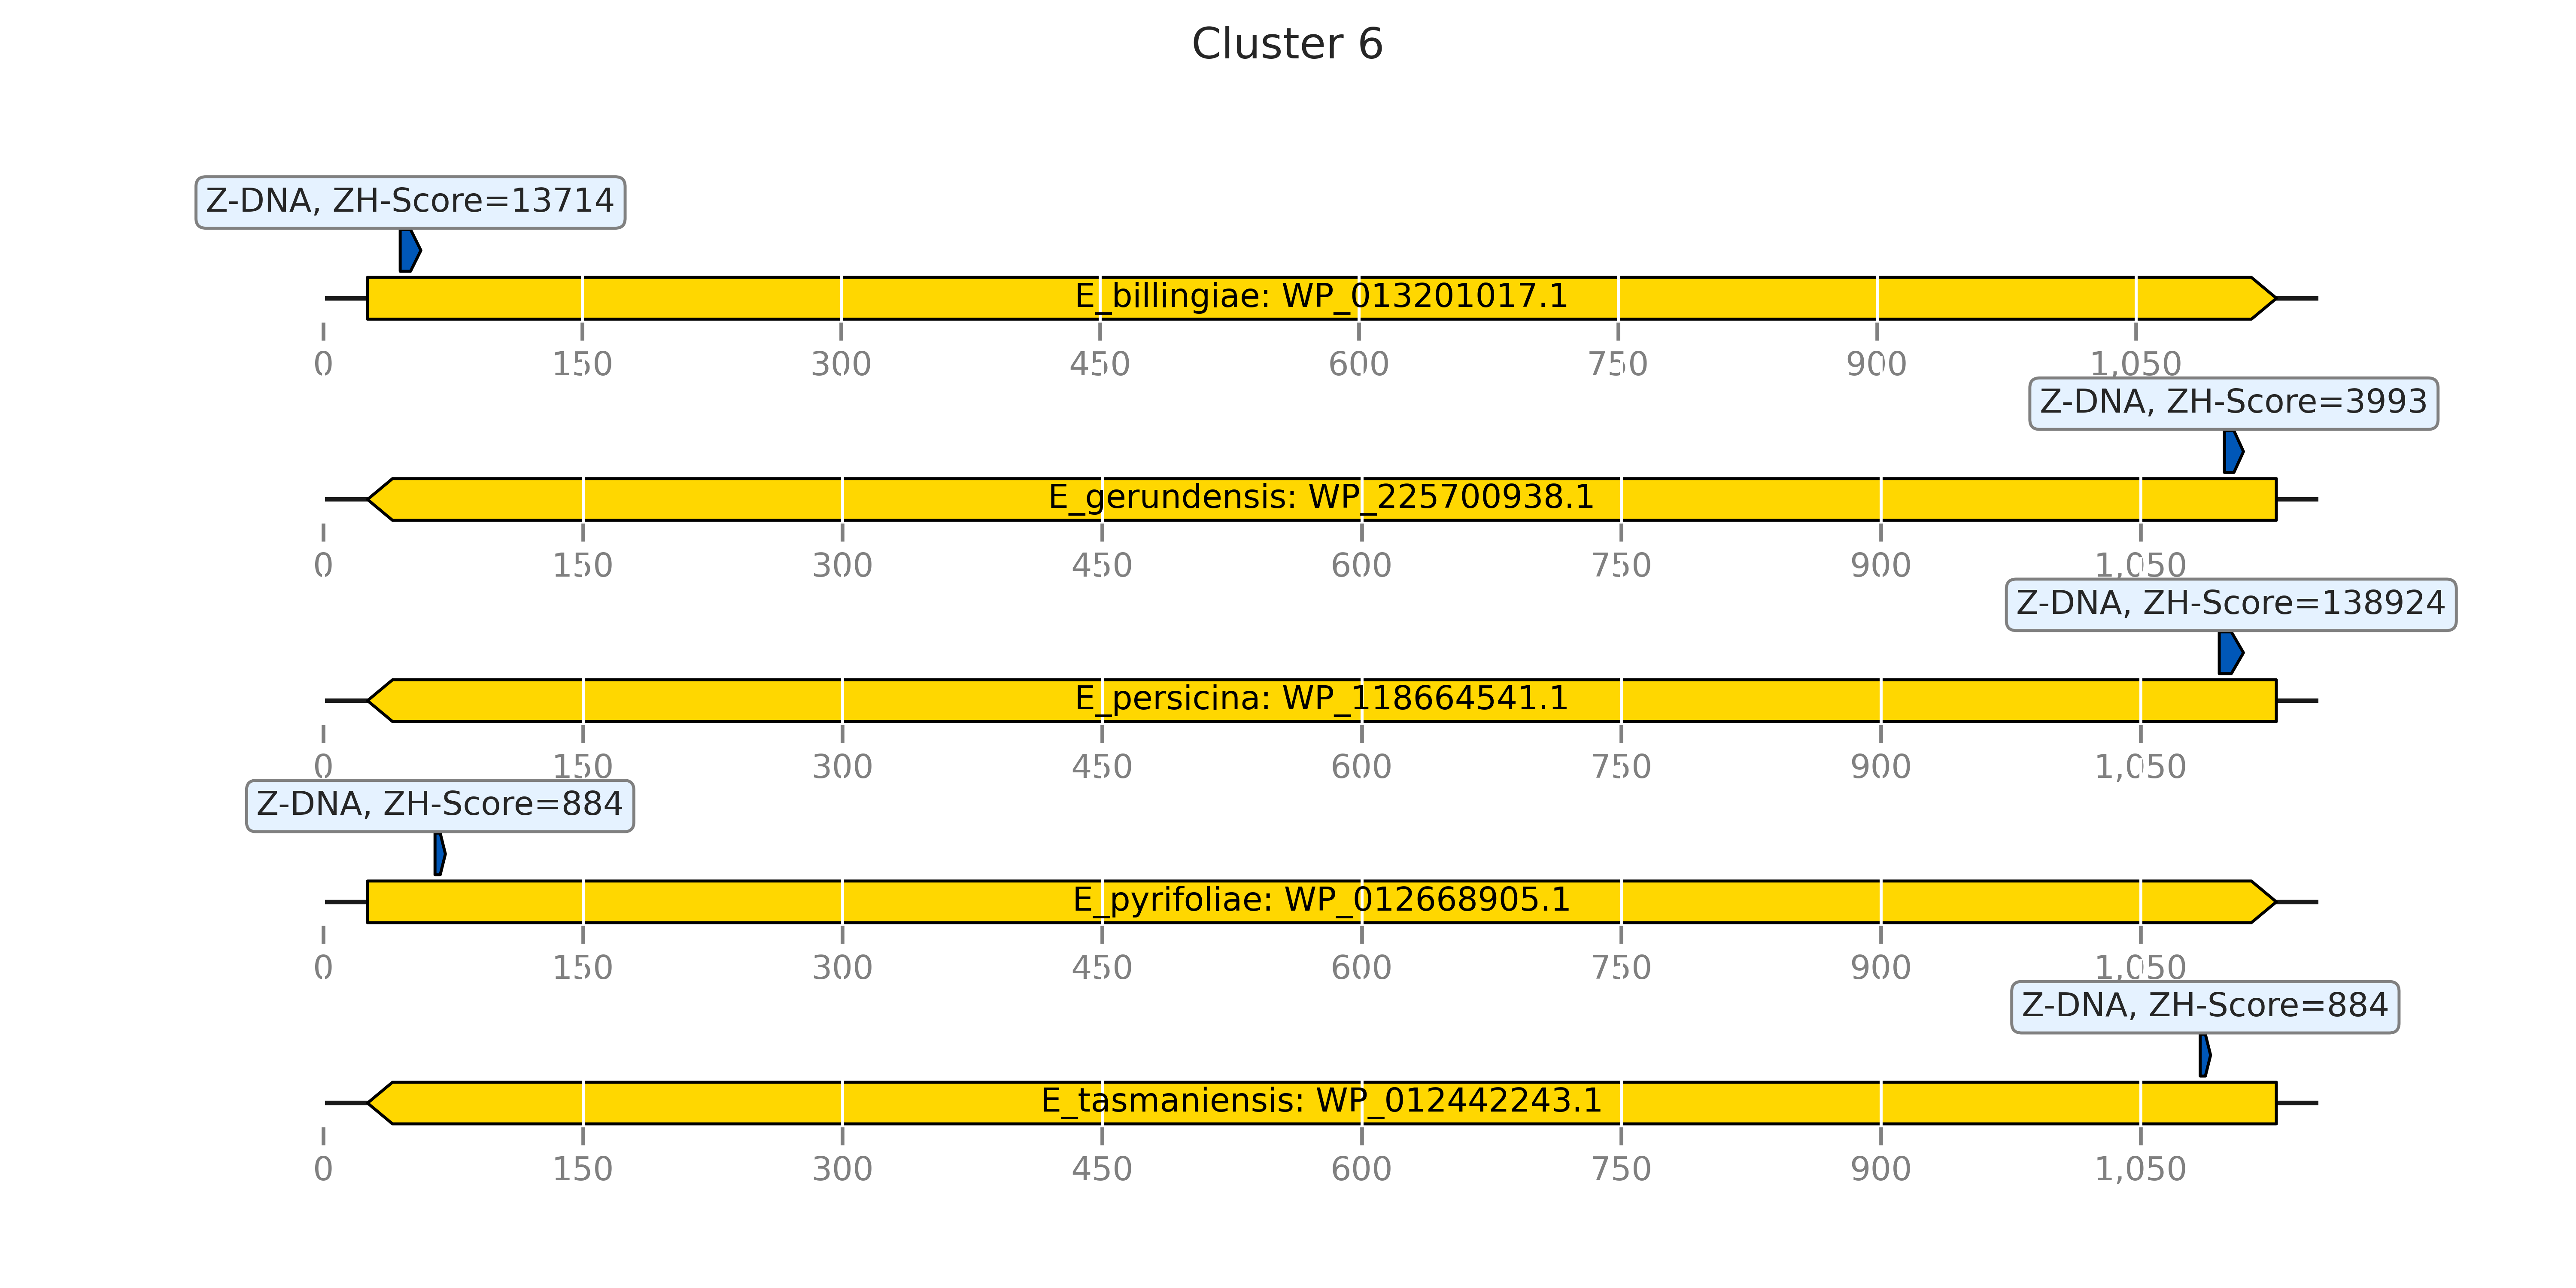 Cluster 6
Z-DNA, ZH-Score=13714
E_billingiae: WP_013201017.1
0 150 300 450 600 750 900 1,050
Z-DNA, ZH-Score=3993
E_gerundensis: WP_225700938.1
0 150 300 450 600 750 900 1,050
Z-DNA, ZH-Score=138924
E_persicina: WP_118664541.1
0 150 300 450 600 750 900 1,050
Z-DNA, ZH-Score=884
E_pyrifoliae: WP_012668905.1
0 150 300 450 600 750 900 1,050
Z-DNA, ZH-Score=884
E_tasmaniensis: WP_012442243.1
0 150 300 450 600 750 900 1,050